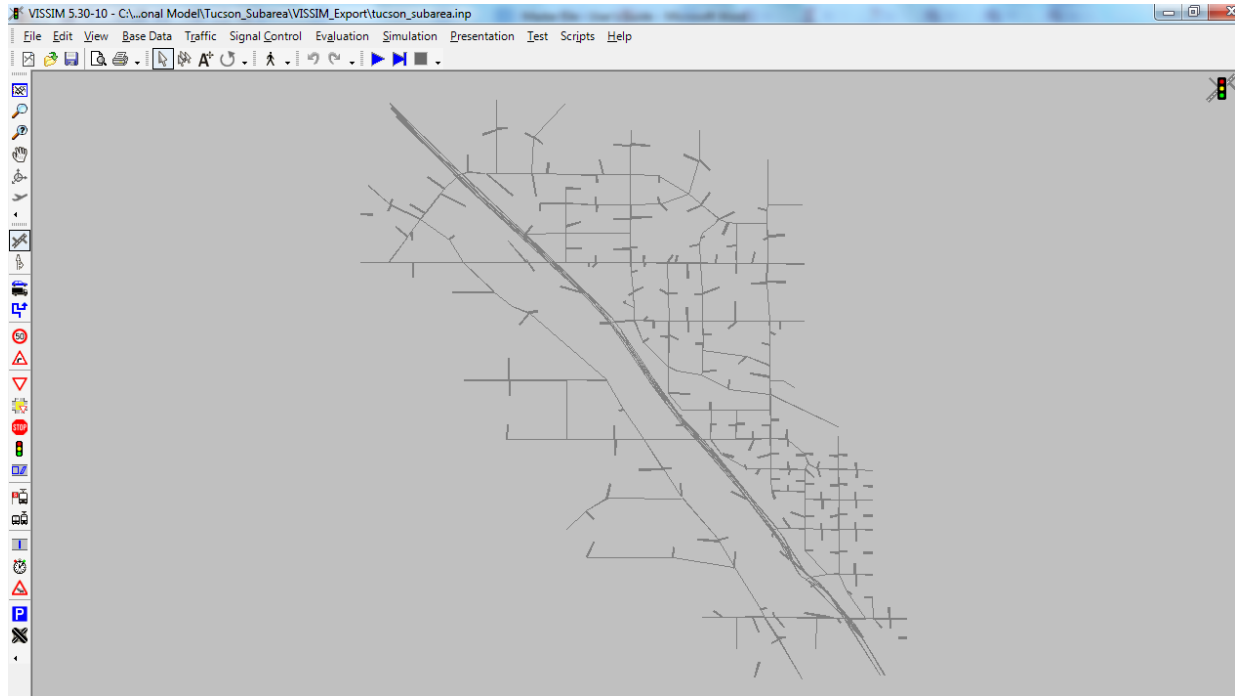 VISSIM 5.30-10 - C:\...onal Model\Tucson_Subarea\VISSIM_Export\tucson_subarea.inp
File Edit View Base Data Traffic Signal Control Evaluation Simulation Presentation Test Scripts Help
A
50
STOP
P